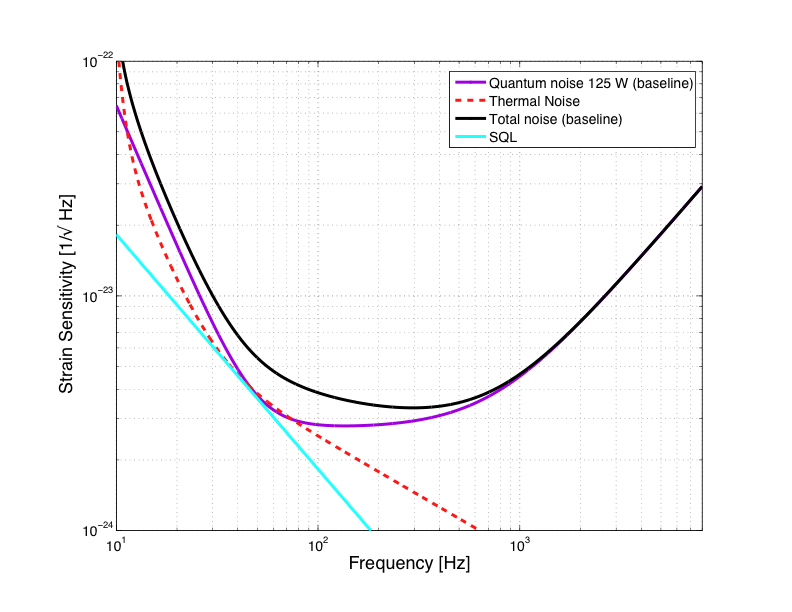 10⁻²²
Quantum noise 125 W (baseline)
Thermal Noise
Total noise (baseline)
SQL
Strain Sensitivity [1/√ Hz]
10⁻²³
10⁻²⁴
10¹
10²
10³
Frequency [Hz]